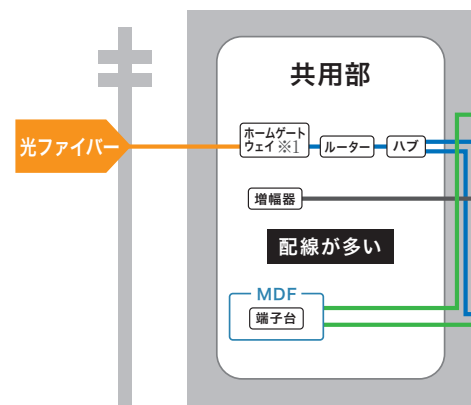 共用部
光ファイバー
ホームゲート
ウェイ ※1
ルーター
ハブ
増幅器
配線が多い
MDF
端子台